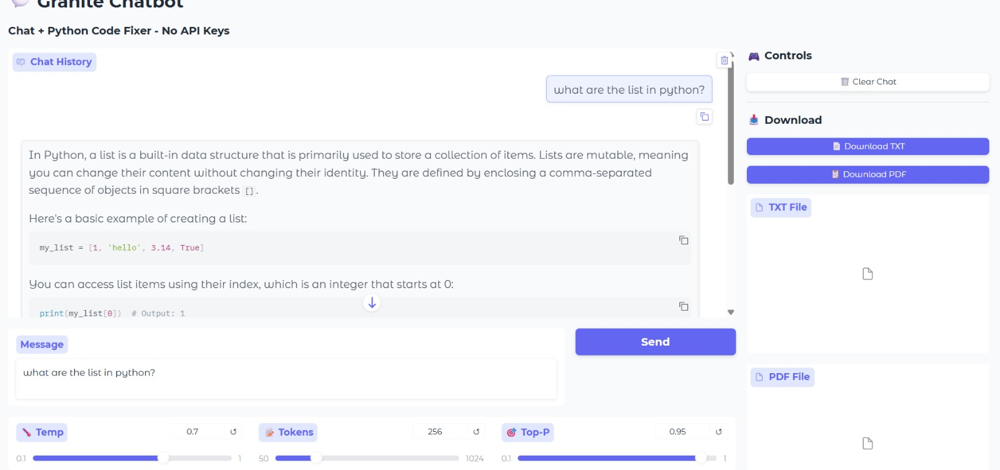 Granite Chatbot
Chat + Python Code Fixer - No API Keys
Chat History
what are the list in python?
In Python, a list is a built-in data structure that is primarily used to store a collection of items. Lists are mutable, meaning
you can change their content without changing their identity. They are defined by enclosing a comma-separated
sequence of objects in square brackets [].
Here's a basic example of creating a list:
my_list = [1, 'hello', 3.14, True]
You can access list items using their index, which is an integer that starts at 0:
print(my_list[0])  # Output: 1
Message
what are the list in python?
Send
Temp 0.7
0.1 1
Tokens 256
50 1024
Top-P 0.95
0.1 1
Controls
Clear Chat
Download
Download TXT
Download PDF
TXT File
PDF File